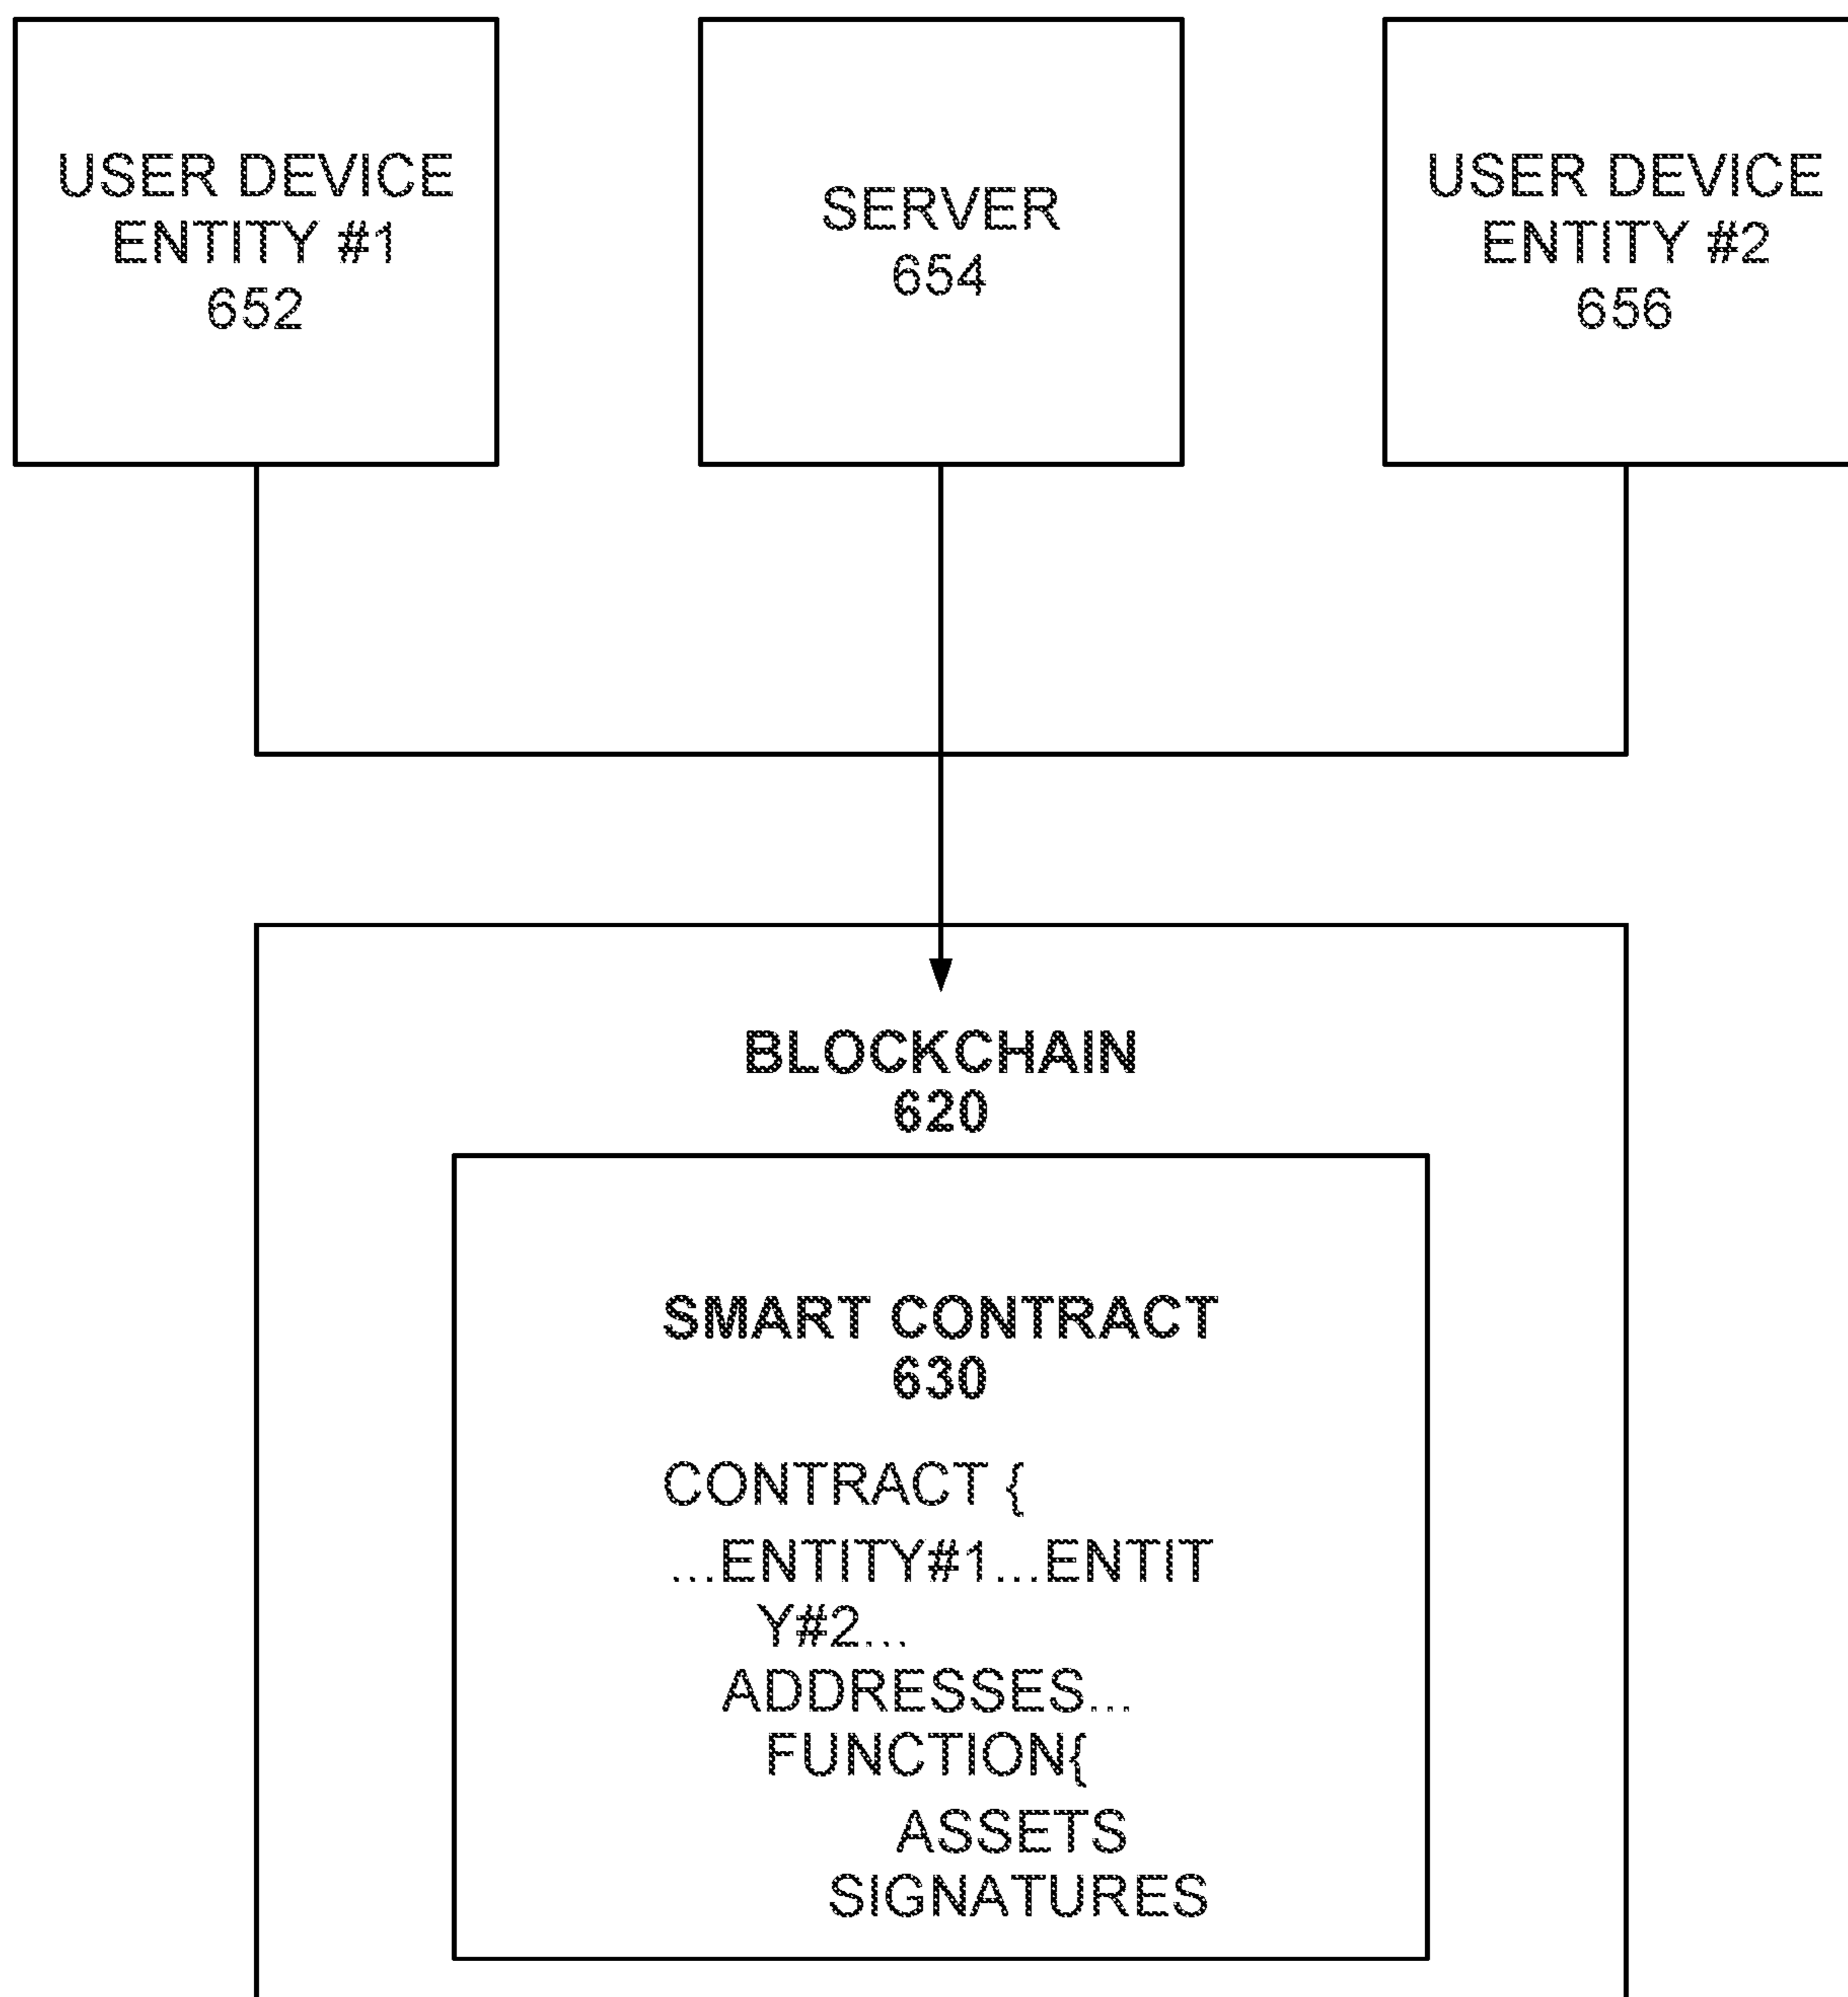 USER DEVICE
ENTITY #1
652
SERVER
654
USER DEVICE
ENTITY #2
656
BLOCKCHAIN
620
SMART CONTRACT
630
CONTRACT {
...ENTITY#1...ENTIT
Y#2...
ADDRESSES...
FUNCTION{
ASSETS
SIGNATURES